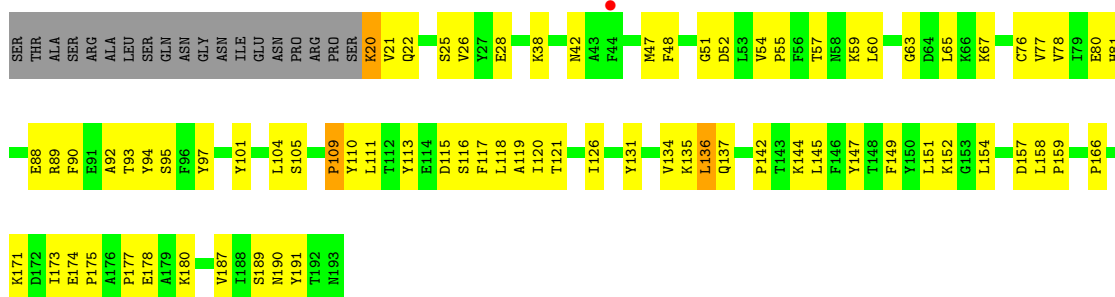 SER THR ALA SER ARG ALA LEU SER GLN ASN GLY ASN ILE GLU ASN PRO ARG PRO SER K20 V21 Q22 S25 V26 Y27 E28 K38 N42 A43 F44 M47 F48 G51 D52 L53 V54 P55 F56 T57 N58 K59 L60 G63 D64 L65 K66 K67 C76 V77 V78 I79 E80 H81
E88 R89 F90 E91 A92 T93 Y94 S95 F96 Y97 Y101 L104 S105 P109 Y110 L111 T112 Y113 E114 D115 S116 F117 L118 A119 I120 T121 I126 Y131 V134 K135 L136 Q137 P142 T143 K144 L145 F146 Y147 T148 F149 Y150 L151 K152 G153 L154 D157 L158 P159 P166
K171 D172 I173 E174 P175 A176 P177 E178 A179 K180 V187 I188 S189 N190 Y191 T192 N193